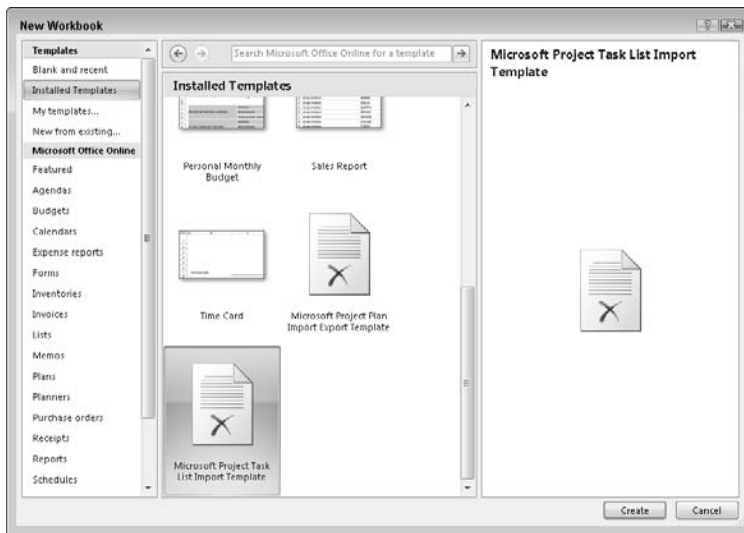 New Workbook
Templates
Blank and recent
Installed Templates
My templates...
New from existing...
Microsoft Office Online
Featured
Agendas
Budgets
Calendars
Expense reports
Forms
Inventories
Invoices
Lists
Memos
Plans
Planners
Purchase orders
Receipts
Reports
Schedules
Search Microsoft Office Online for a template
Installed Templates
Personal Monthly
Budget
Sales Report
Time Card
Microsoft Project Plan
Import Export Template
Microsoft Project Task
List Import Template
Microsoft Project Task List Import
Template
Create
Cancel